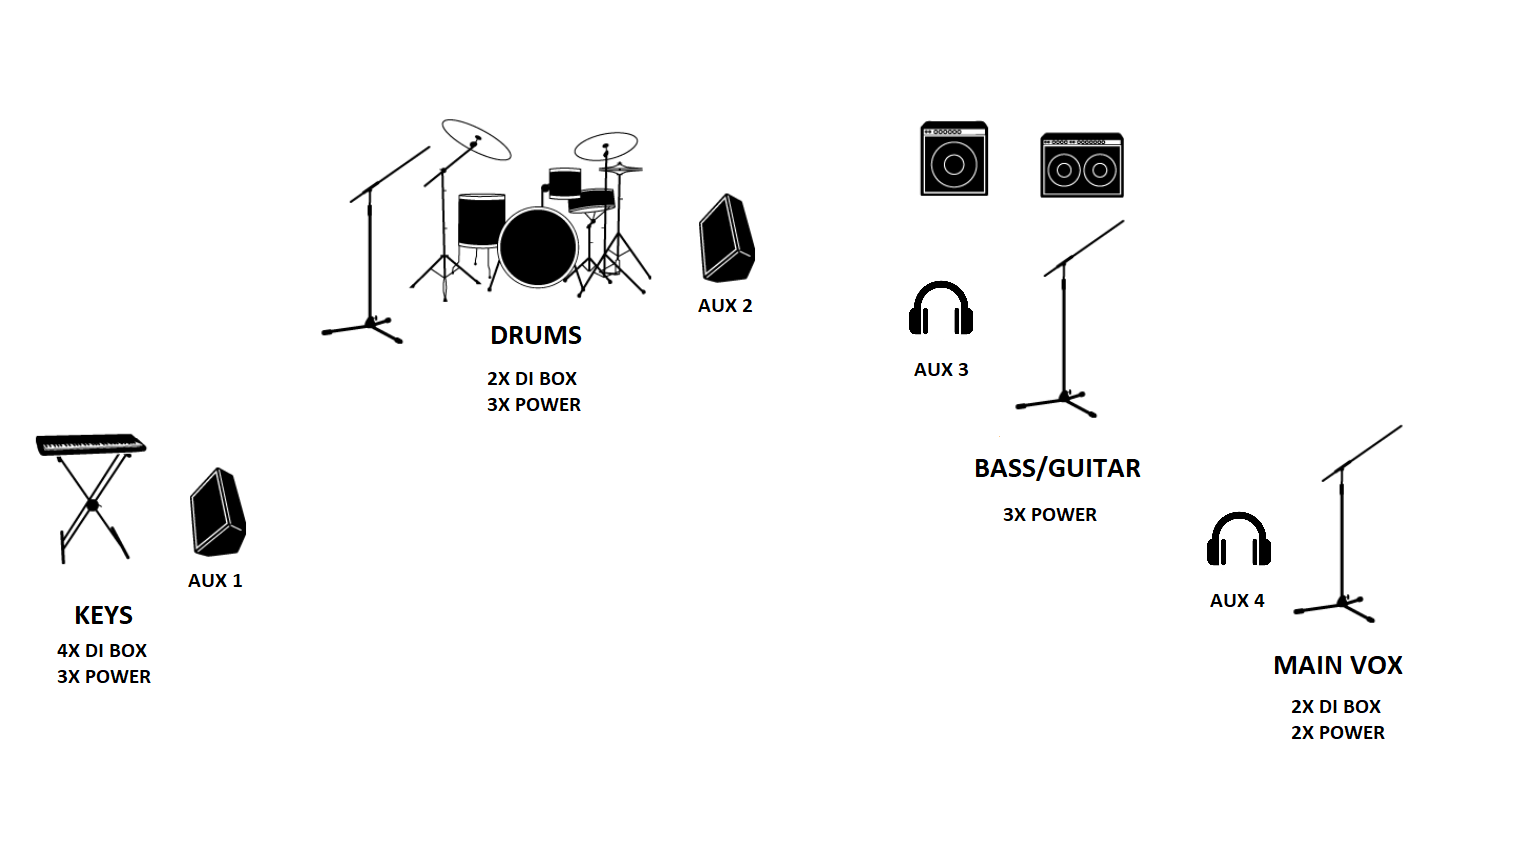 AUX 2
DRUMS
2X DI BOX
3X POWER
AUX 3
BASS/GUITAR
3X POWER
AUX 1
KEYS
4X DI BOX
3X POWER
AUX 4
MAIN VOX
2X DI BOX
2X POWER